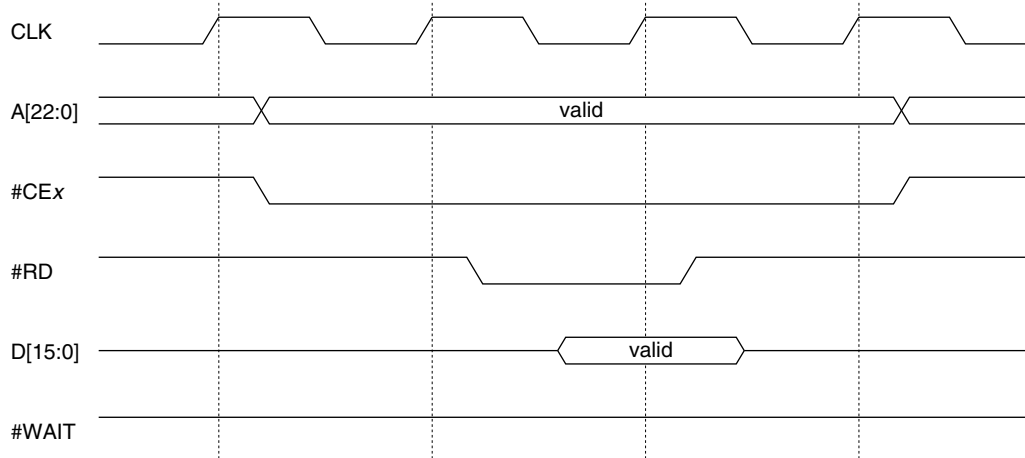 CLK
A[22:0]
valid
#CEx
#RD
D[15:0]
valid
#WAIT